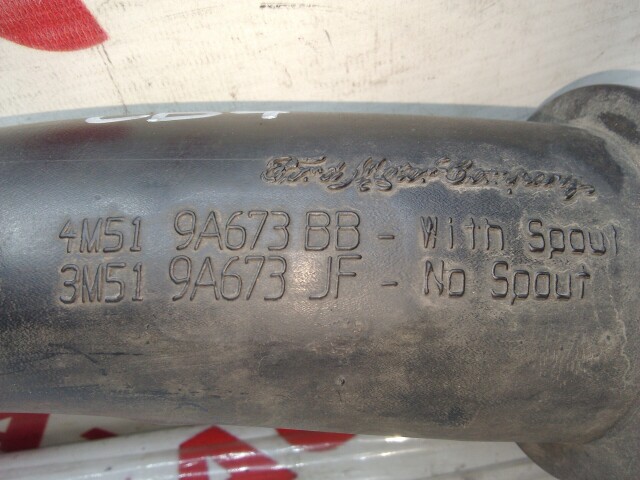 Ford Motor Company
4M51 9A673 BB - With Spout
3M51 9A673 JF - No Spout